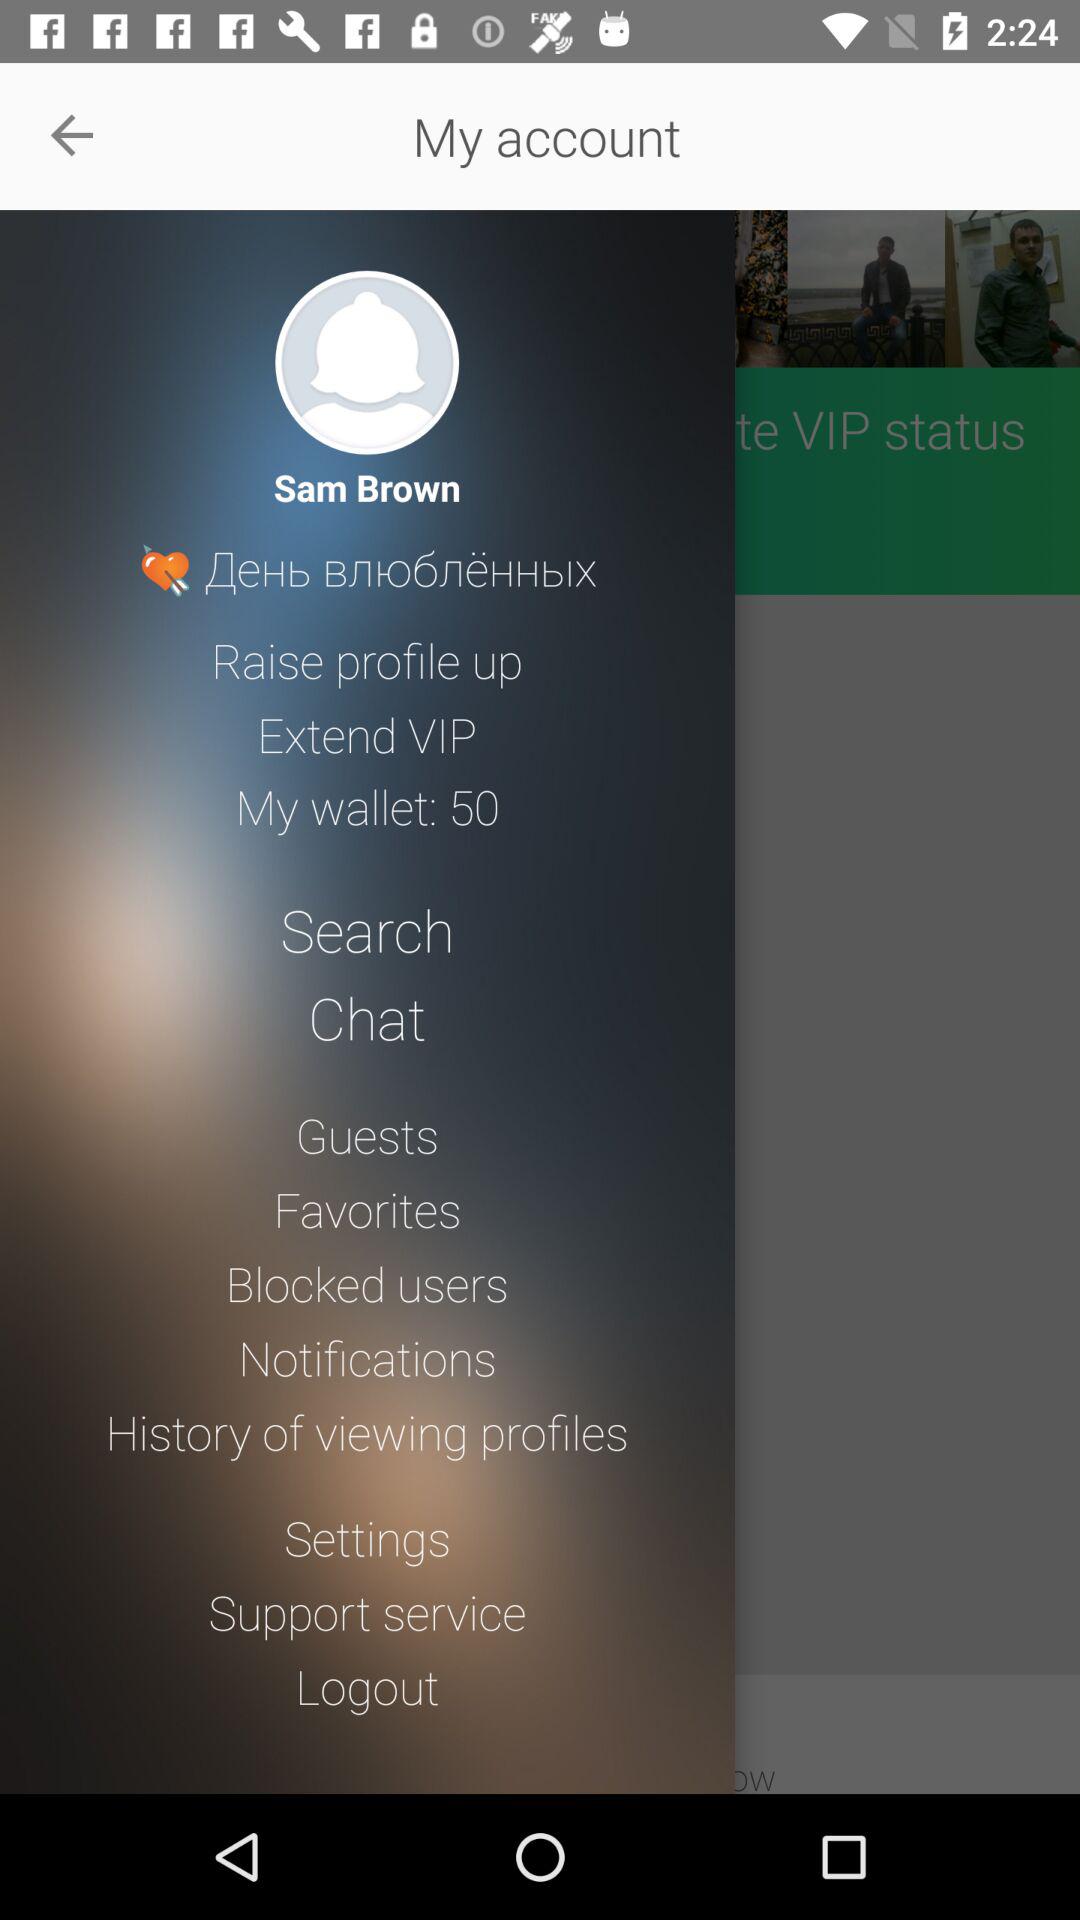 FAKE
2:24
My account
te VIP status
Sam Brown
💘 День влюблённых
Raise profile up
Extend VIP
My wallet: 50
Search
Chat
Guests
Favorites
Blocked users
Notifications
History of viewing profiles
Settings
Support service
Logout
ow